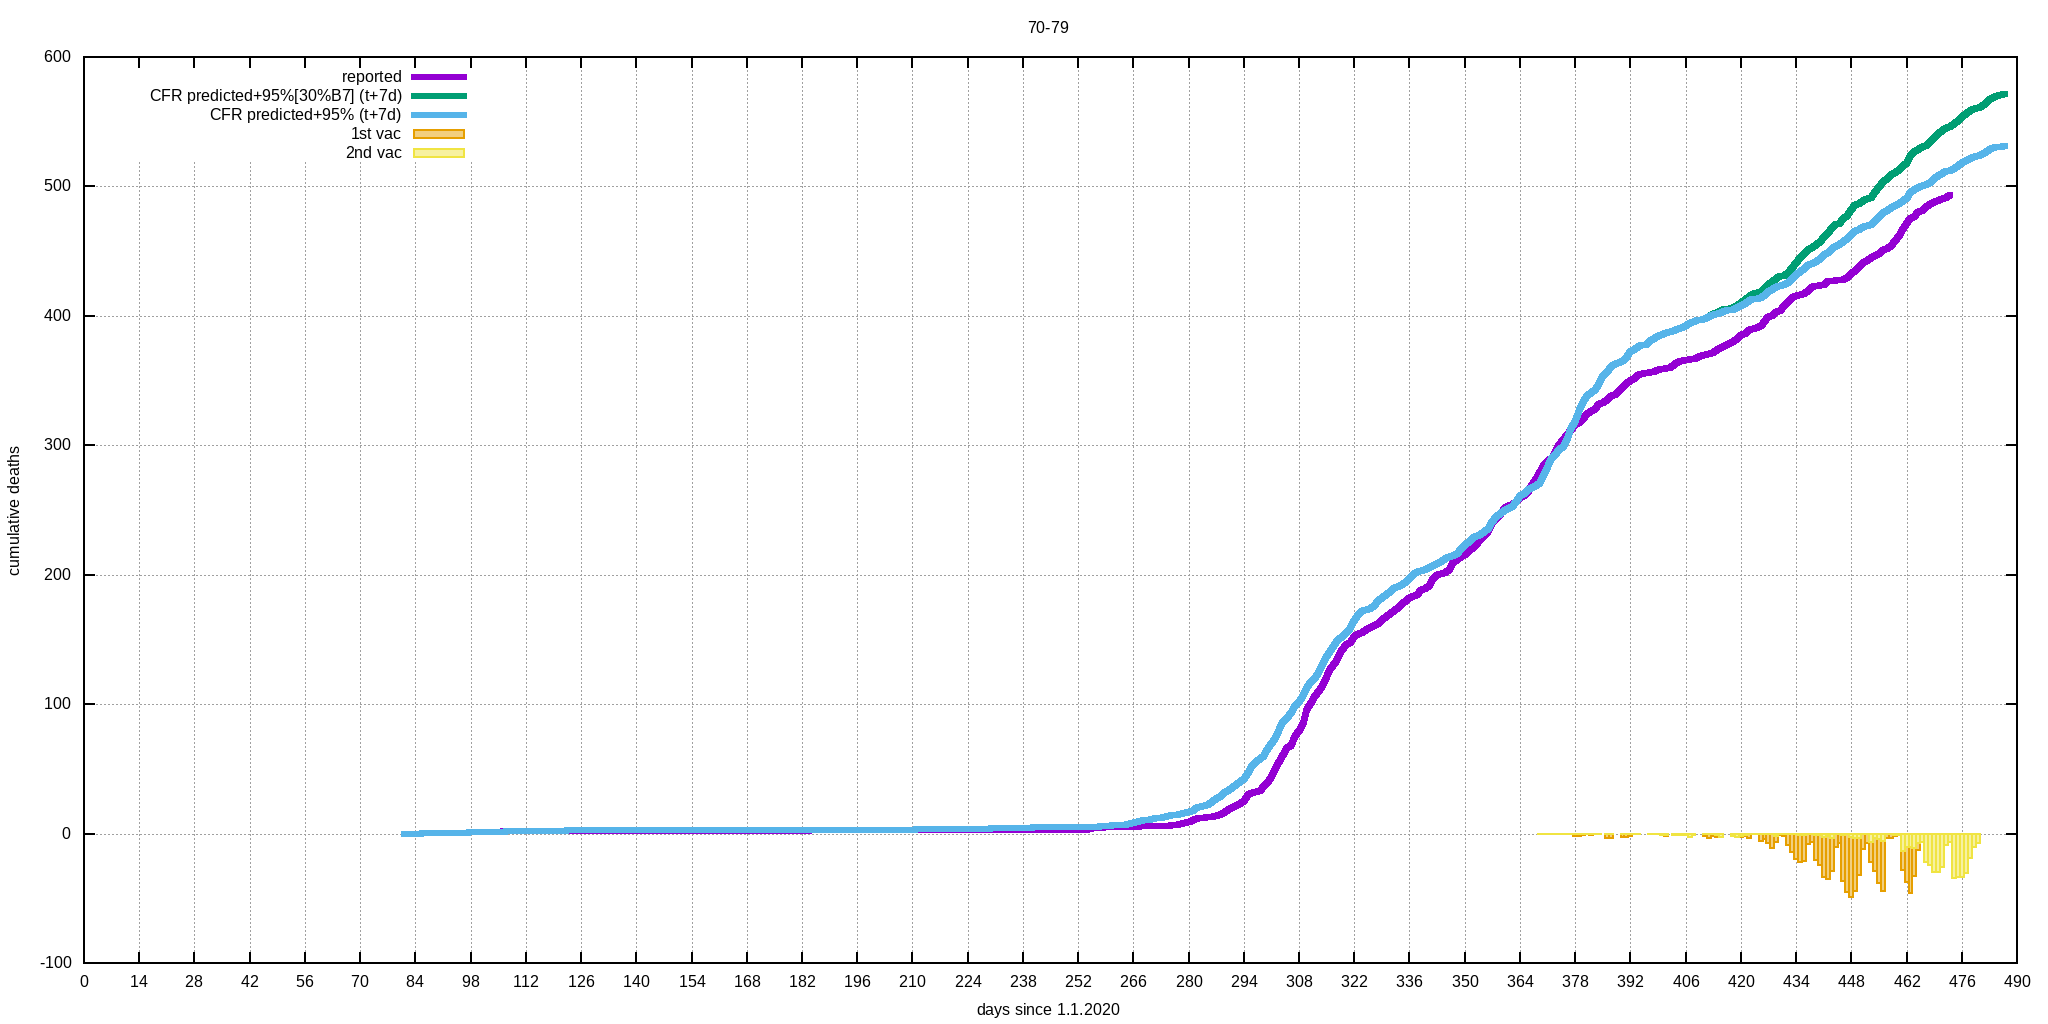 70-79
600
500
400
300
200
100
0
-100
cumulative deaths
reported
CFR predicted+95%[30%B7] (t+7d)
CFR predicted+95% (t+7d)
1st vac
2nd vac
0 14 28 42 56 70 84 98 112 126 140 154 168 182 196 210 224 238 252 266 280 294 308 322 336 350 364 378 392 406 420 434 448 462 476 490
days since 1.1.2020